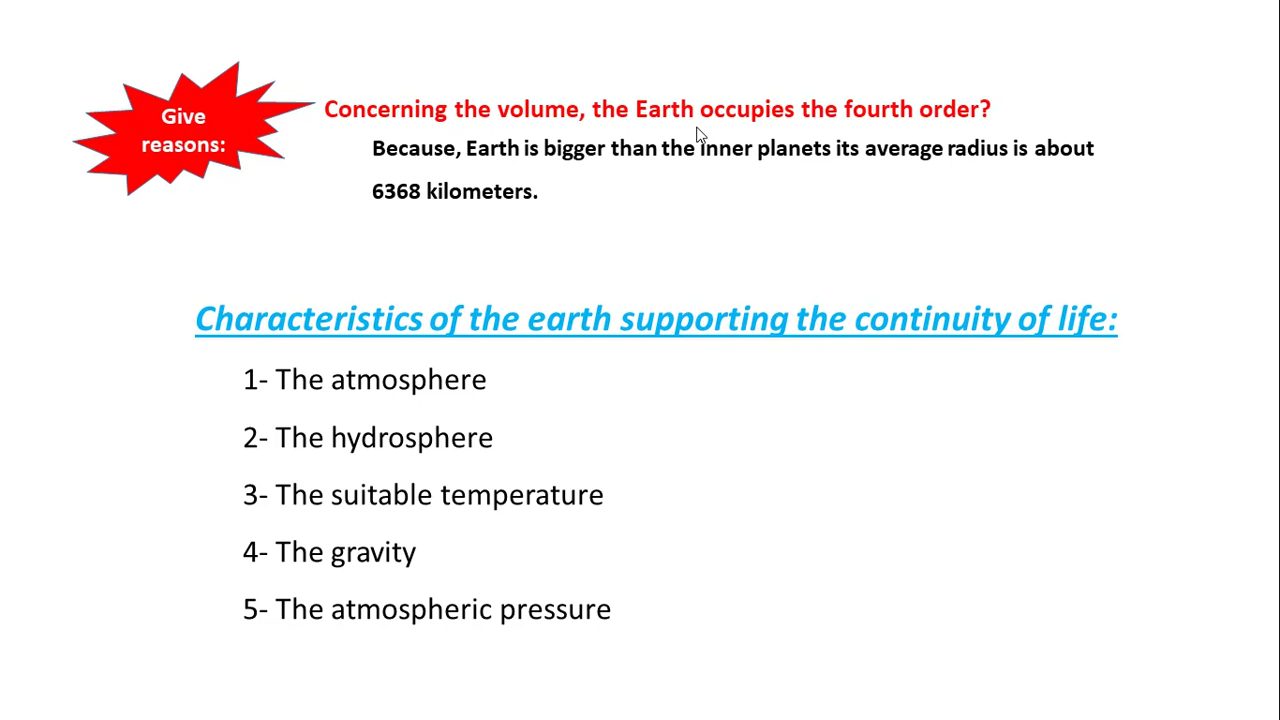 Give
reasons:
Concerning the volume, the Earth occupies the fourth order?
Because, Earth is bigger than the inner planets its average radius is about
6368 kilometers.
Characteristics of the earth supporting the continuity of life:
1- The atmosphere
2- The hydrosphere
3- The suitable temperature
4- The gravity
5- The atmospheric pressure